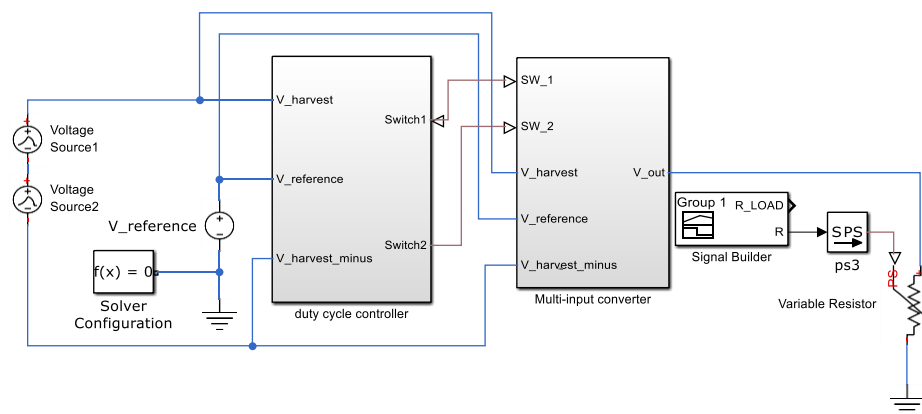 V_harvest
Switch1
V_reference
Switch2
V_harvest_minus
duty cycle controller
SW_1
SW_2
V_harvest
V_out
V_reference
V_harvest_minus
Multi-input converter
Voltage
Source1
Voltage
Source2
V_reference
f(x) = 0
Solver
Configuration
Group 1
R_LOAD
R
Signal Builder
SPS
ps3
PS
Variable Resistor